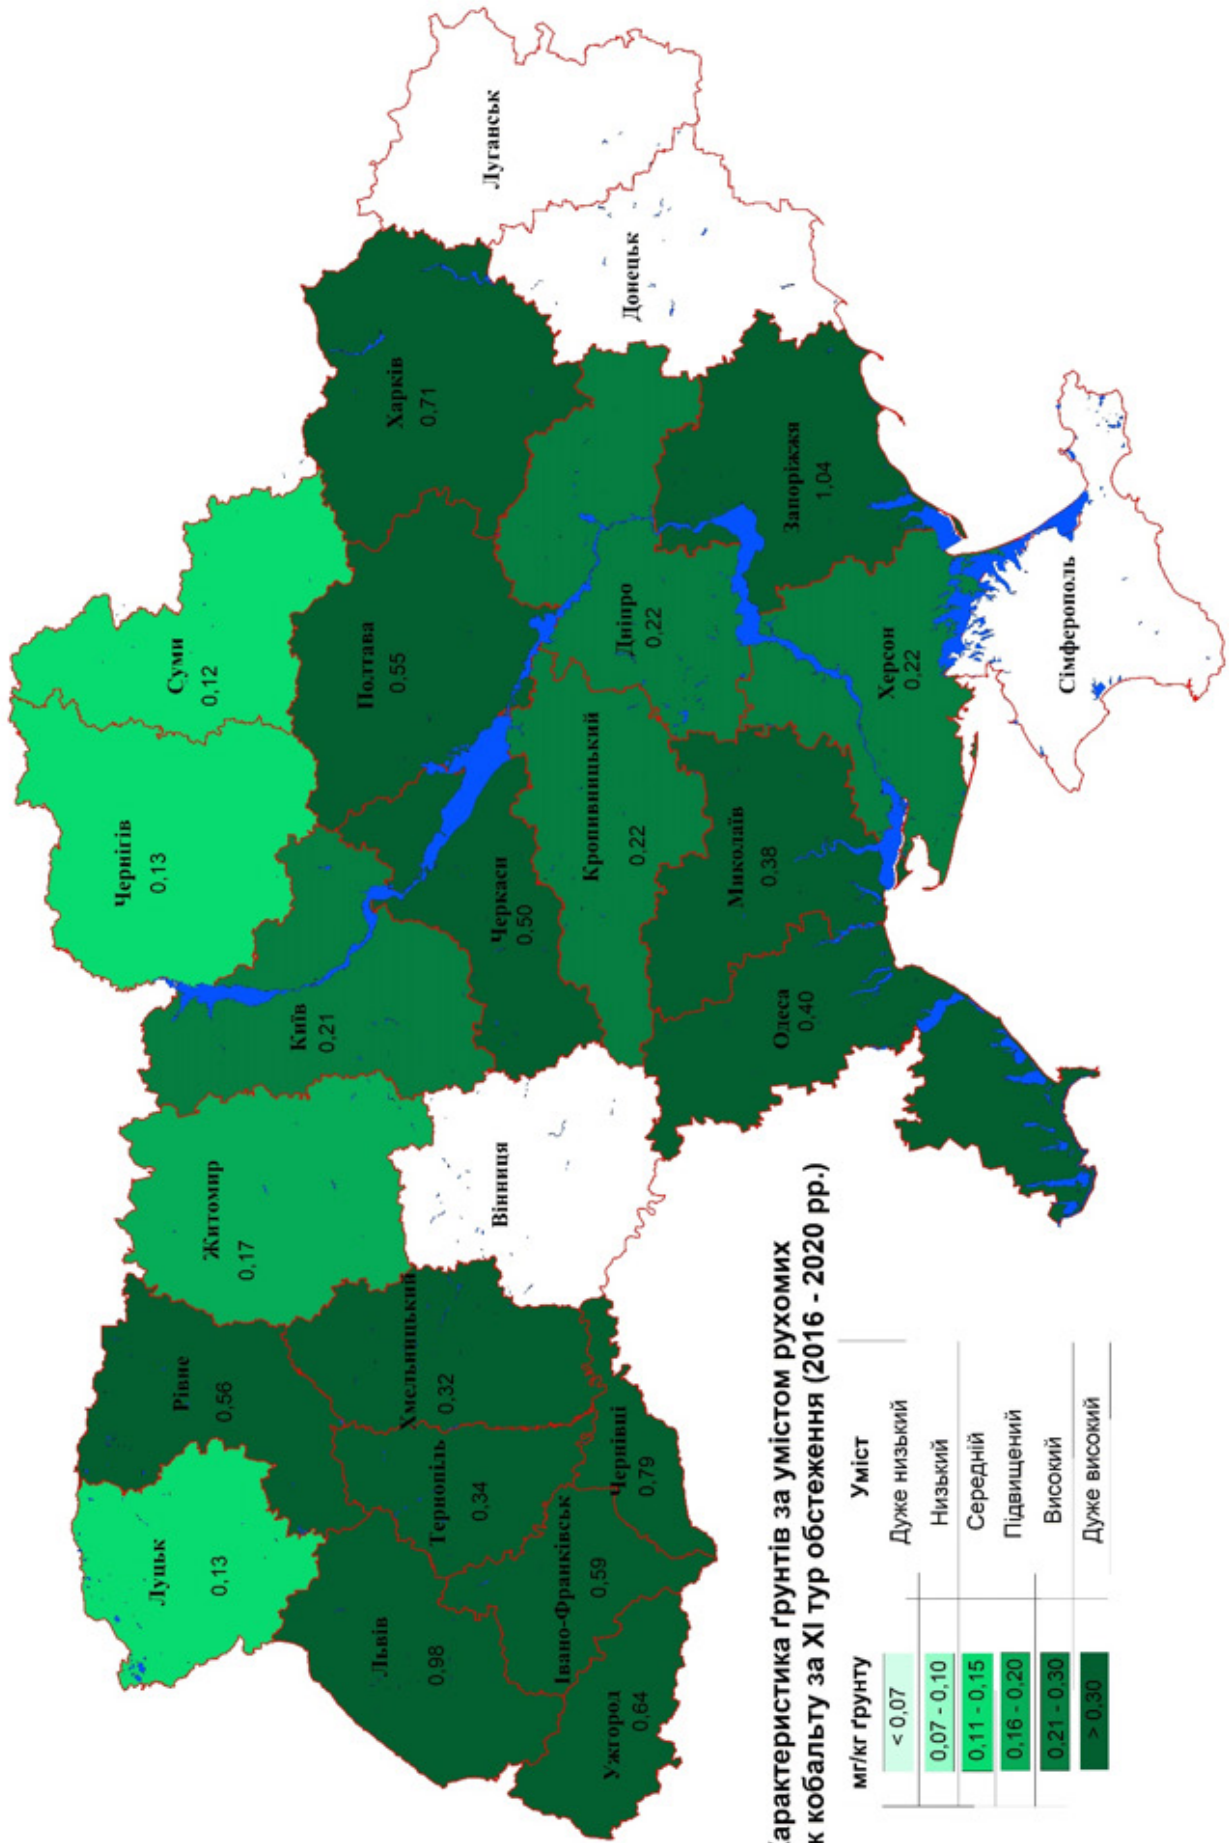 Луцьк
0,13
Рівне
0,56
Житомир
0,17
Київ
0,21
Чернігів
0,13
Суми
0,12
Львів
0,98
Тернопіль
0,34
Хмельницький
0,32
Вінниця
Черкаси
0,50
Полтава
0,55
Харків
0,71
Луганськ
Ужгород
0,64
Івано-Франківськ
0,59
Чернівці
0,79
Кропивницький
0,22
Дніпро
0,22
Донецьк
Одеса
0,40
Миколаїв
0,38
Херсон
0,22
Запоріжжя
1,04
Сімферополь
арактеристика ґрунтів за умістом рухомих
к кобальту за ХІ тур обстеження (2016 - 2020 рр.)
мг/кг ґрунту Уміст
< 0,07 Дуже низький
0,07 - 0,10 Низький
0,11 - 0,15 Середній
0,16 - 0,20 Підвищений
0,21 - 0,30 Високий
> 0,30 Дуже високий